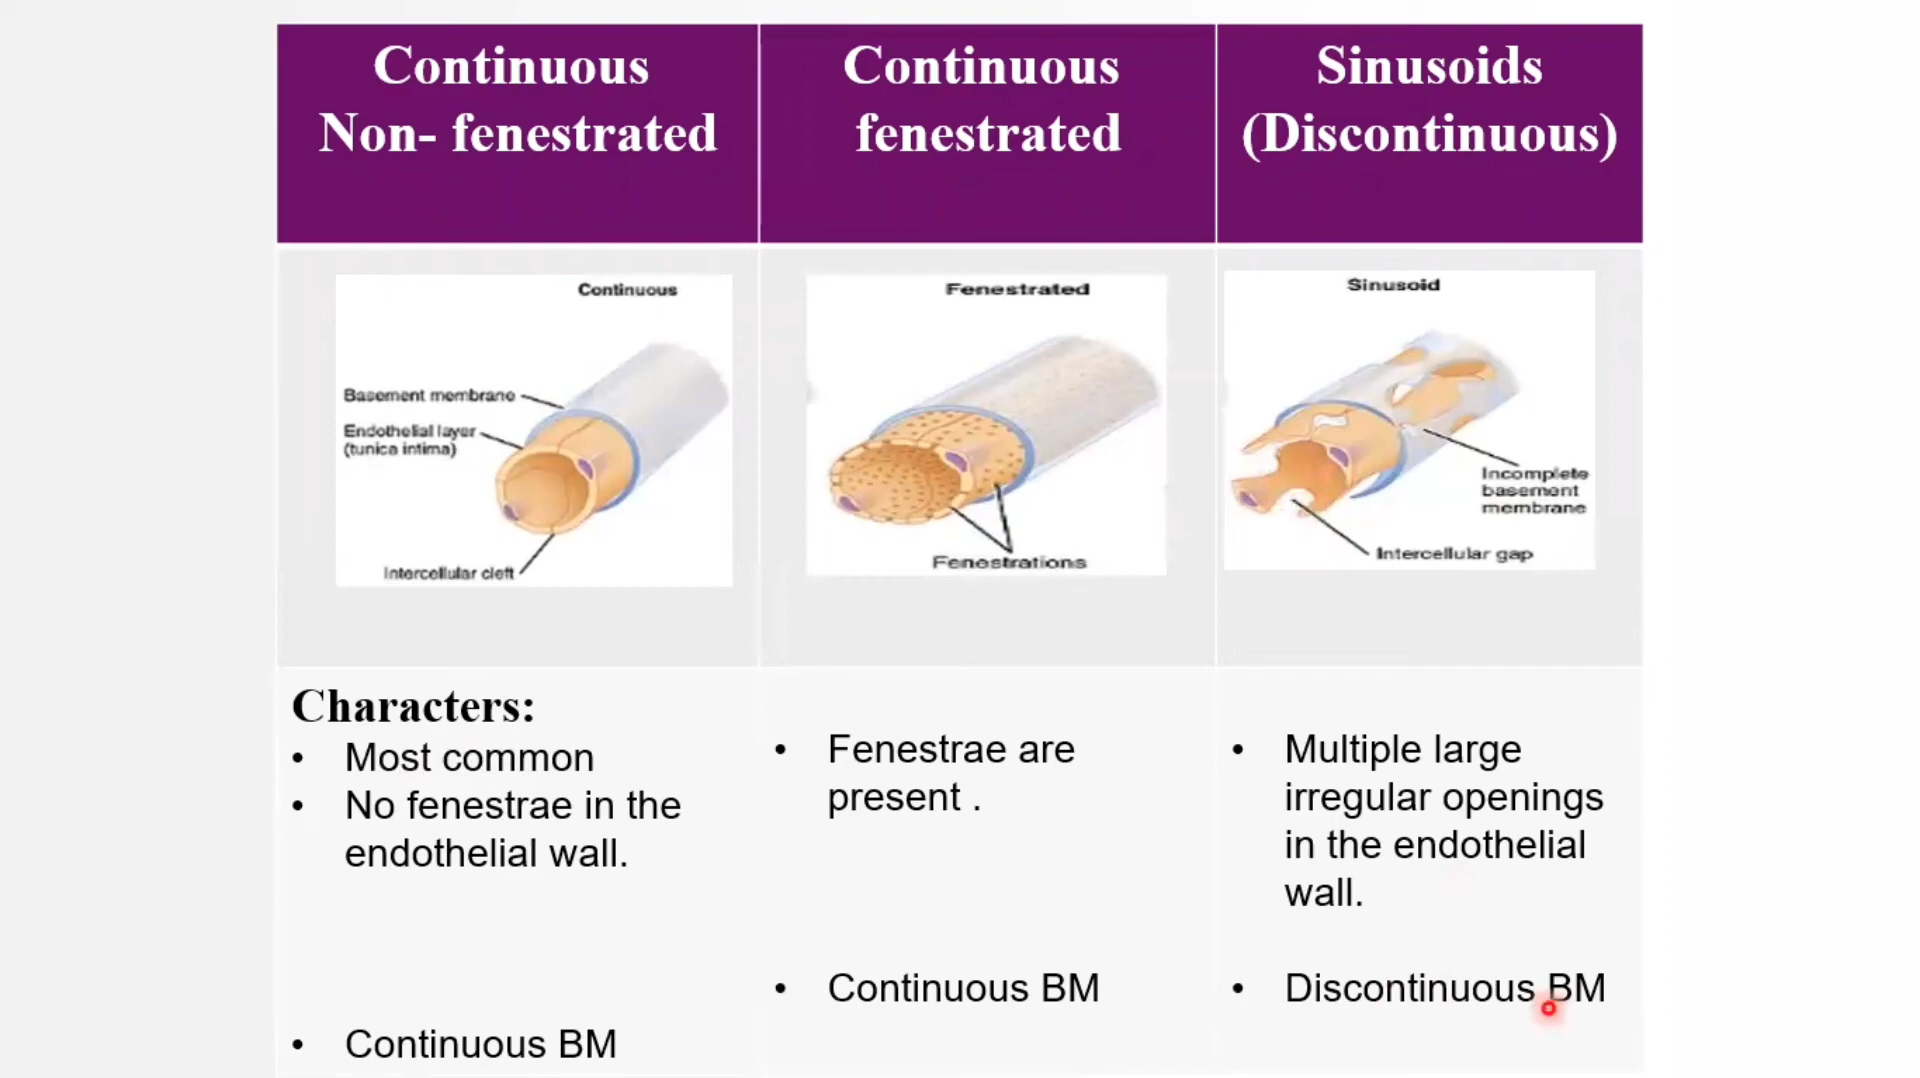 Continuous
Non- fenestrated
Continuous
fenestrated
Sinusoids
(Discontinuous)
Continuous
Basement membrane
Endothelial layer
(tunica intima)
Intercellular cleft
Fenestrated
Fenestrations
Sinusoid
Incomplete
basement
membrane
Intercellular gap
Characters:
• Most common
• No fenestrae in the
endothelial wall.
• Continuous BM
• Fenestrae are
present .
• Continuous BM
• Multiple large
irregular openings
in the endothelial
wall.
• Discontinuous BM